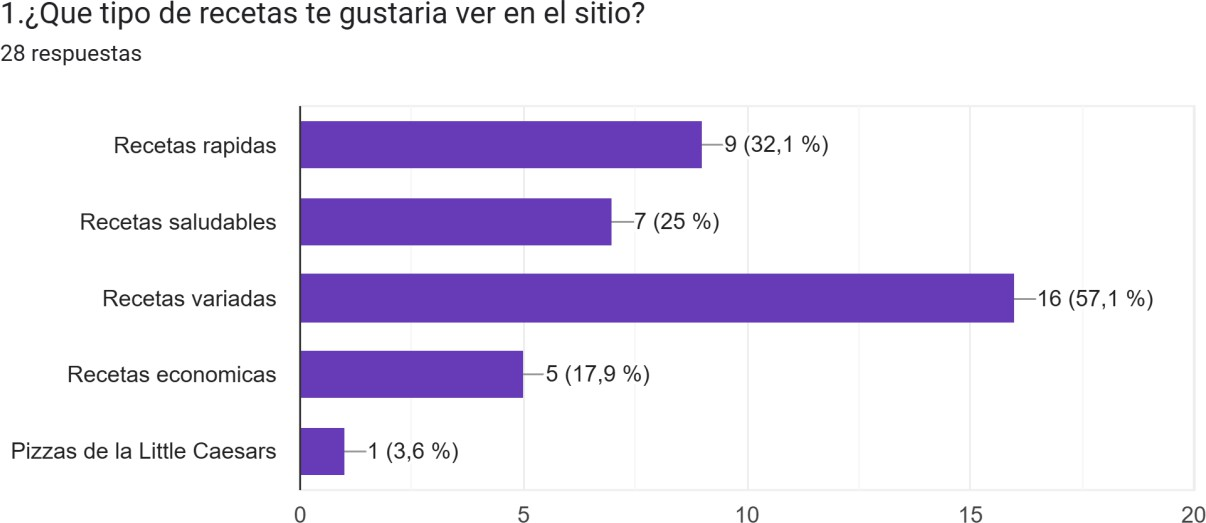 1.¿Que tipo de recetas te gustaria ver en el sitio?
28 respuestas
Recetas rapidas 9 (32,1 %)
Recetas saludables 7 (25 %)
Recetas variadas 16 (57,1 %)
Recetas economicas 5 (17,9 %)
Pizzas de la Little Caesars 1 (3,6 %)
0 5 10 15 20